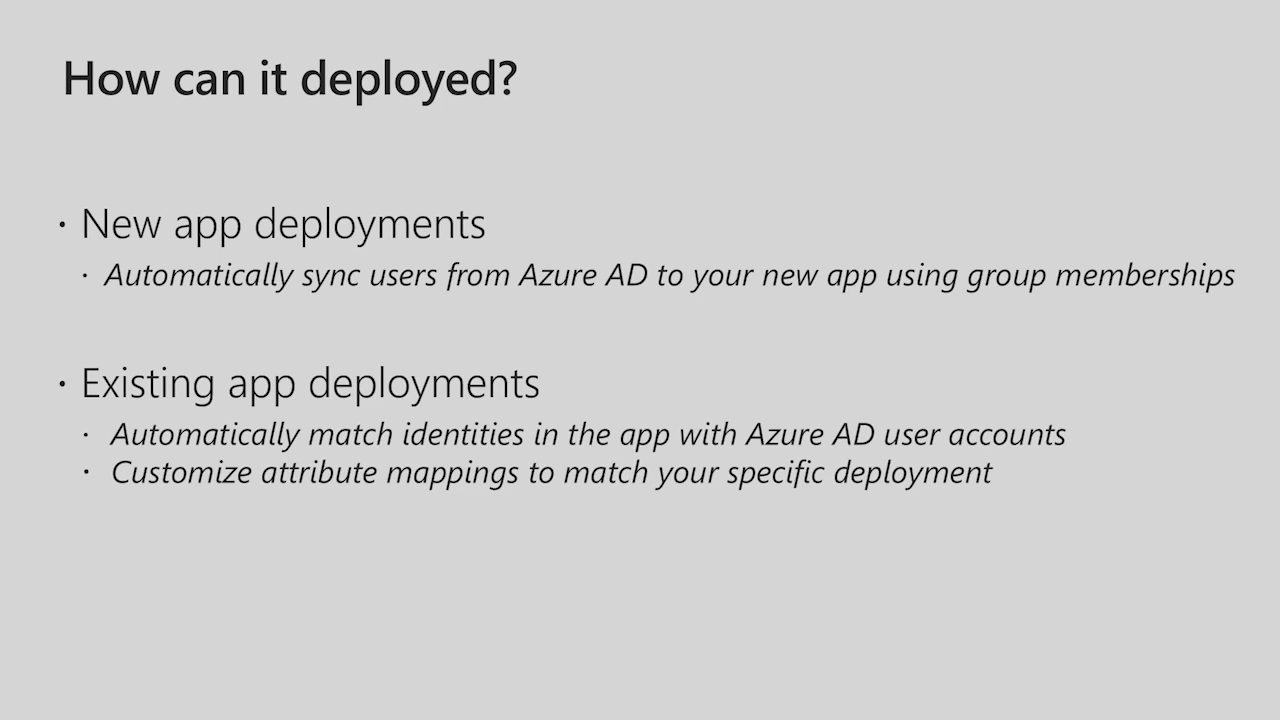 How can it deployed?
· New app deployments
· Automatically sync users from Azure AD to your new app using group memberships
· Existing app deployments
· Automatically match identities in the app with Azure AD user accounts
· Customize attribute mappings to match your specific deployment